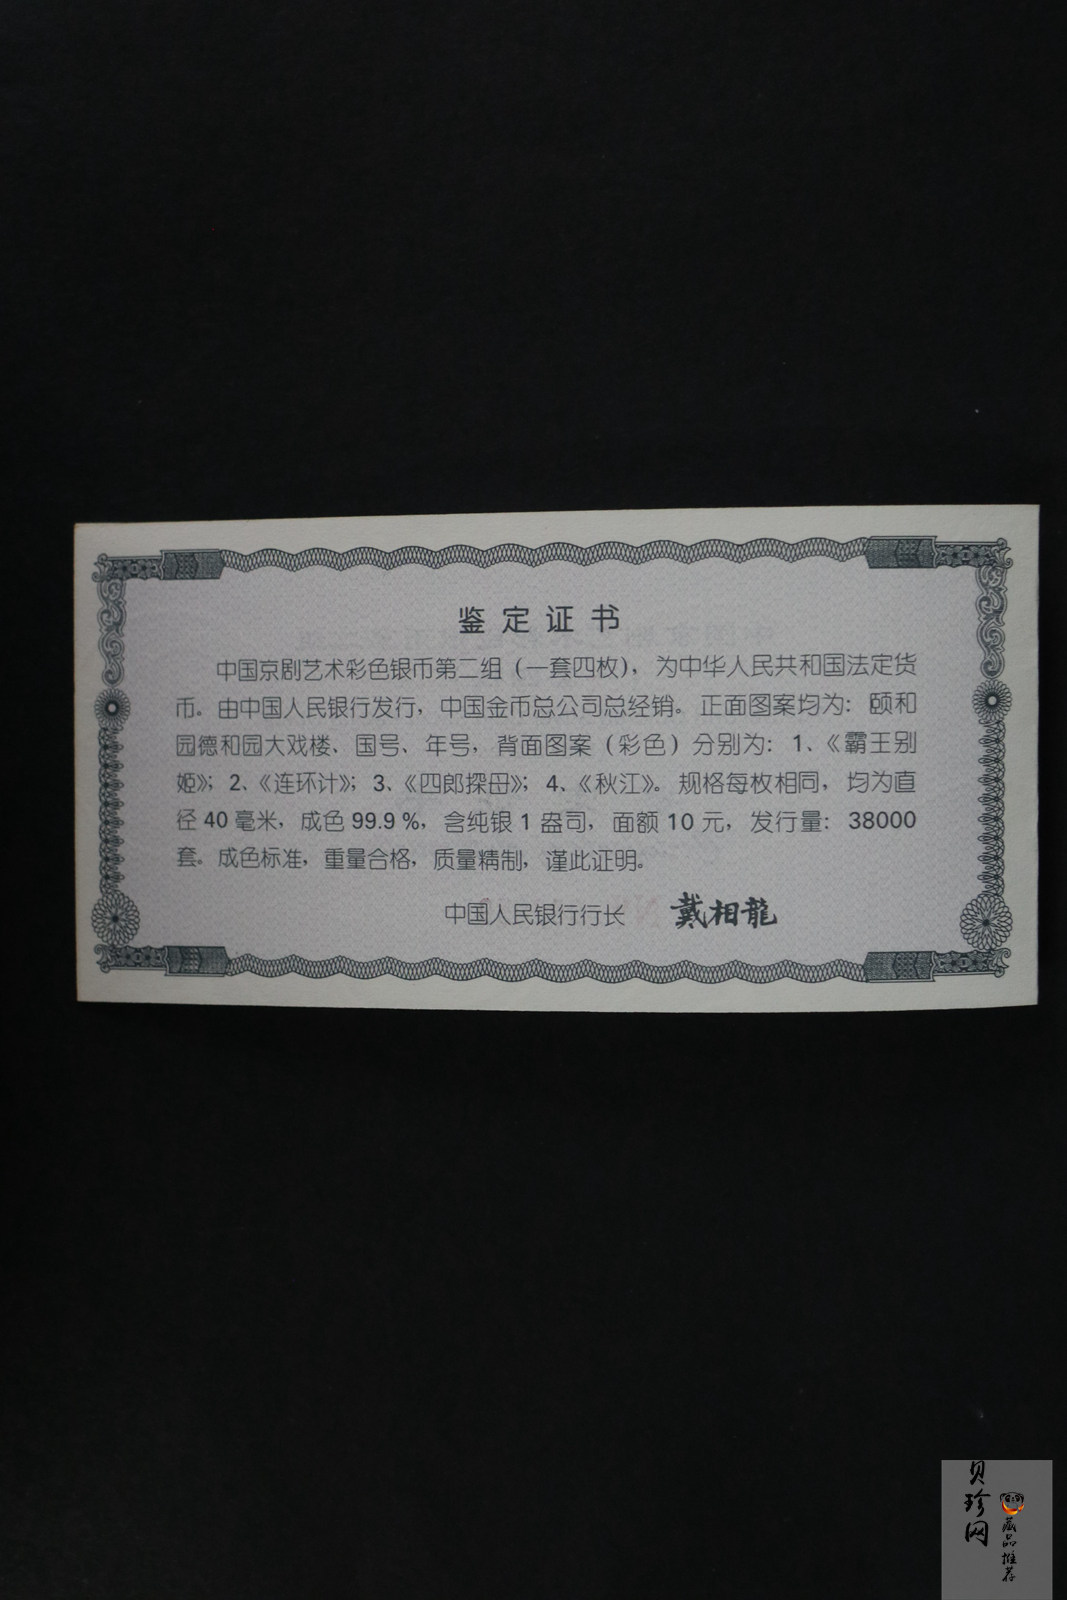 鉴定证书
中国京剧艺术彩色银币第二组（一套四枚），为中华人民共和国法定货
币。由中国人民银行发行，中国金币总公司总经销。正面图案均为：颐和
园德和园大戏楼、国号、年号，背面图案（彩色）分别为：1、《霸王别
姬》；2、《连环计》；3、《四郎探母》；4、《秋江》。规格每枚相同，均为直
径40毫米，成色99.9%，含纯银1盎司，面额10元，发行量：38000
套。成色标准，重量合格，质量精制，谨此证明。
中国人民银行行长 戴相龍
贝珍网
藏品推荐